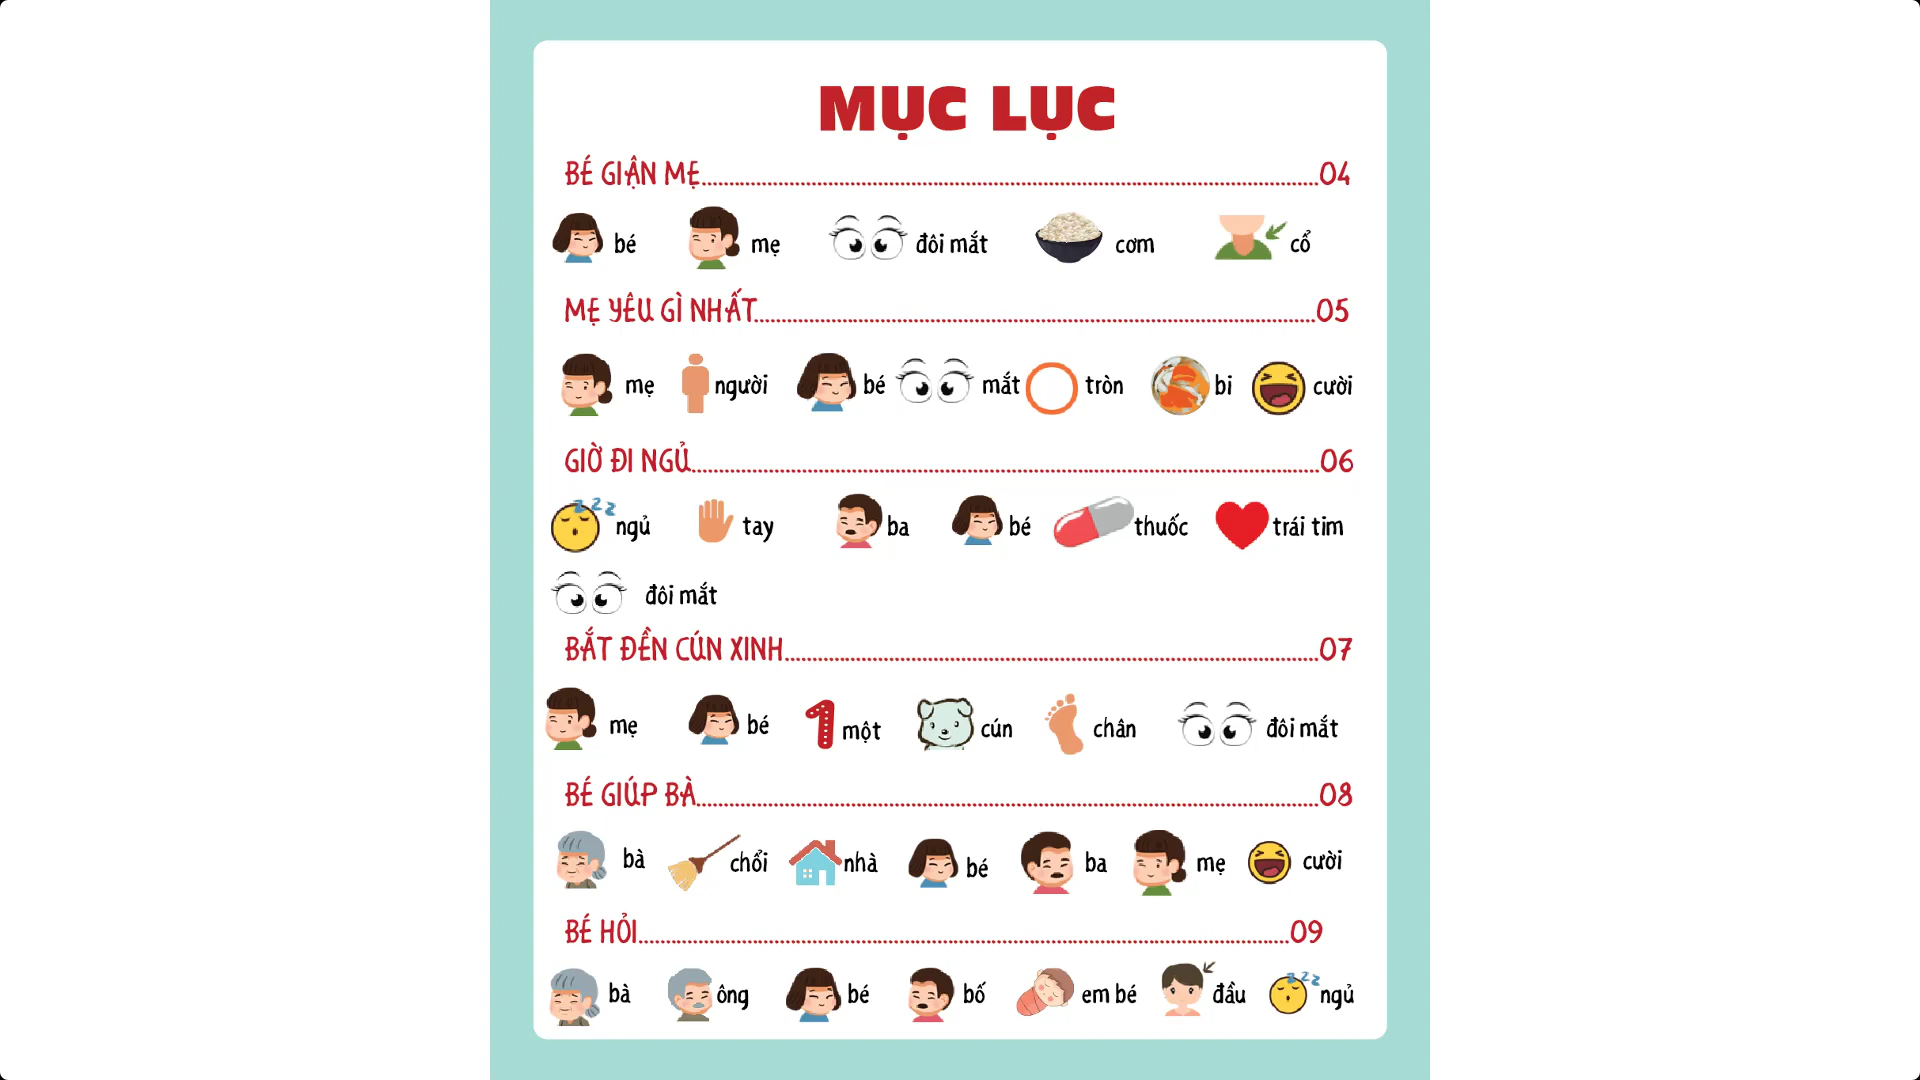 MỤC LỤC
BÉ GIẬN MẸ........................04
bé mẹ đôi mắt cơm cổ
MẸ YÊU GÌ NHẤT........................05
mẹ người bé mắt tròn bi cười
GIỜ ĐI NGỦ........................06
ngủ tay ba bé thuốc trái tim
đôi mắt
BẮT ĐỀN CÚN XINH........................07
mẹ bé 1 một cún chân đôi mắt
BÉ GIÚP BÀ........................08
bà chổi nhà bé ba mẹ cười
BÉ HỎI........................09
bà ông bé bố em bé đầu ngủ